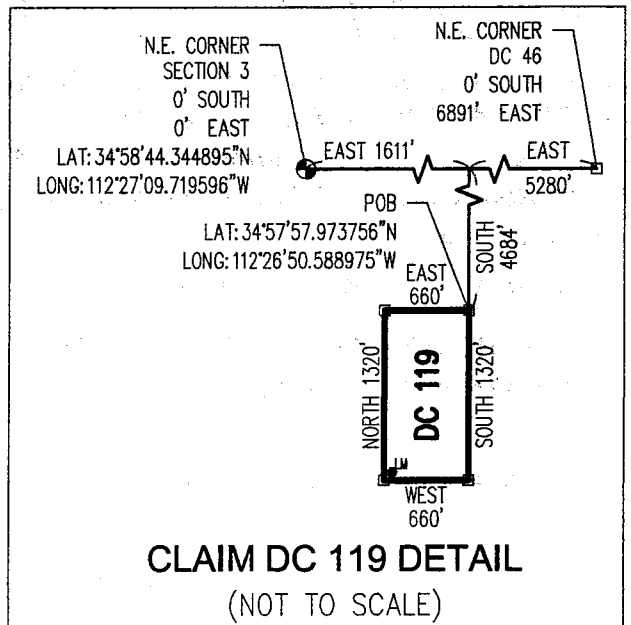 N.E. CORNER
SECTION 3
0' SOUTH
0' EAST
LAT: 34°58'44.344895"N
LONG: 112°27'09.719596"W
N.E. CORNER
DC 46
0' SOUTH
6891' EAST
EAST 1611'
EAST
5280'
POB
LAT: 34°57'57.973756"N
LONG: 112°26'50.588975"W
SOUTH
4684'
EAST
660'
NORTH 1320'
DC 119
SOUTH 1320'
LM
WEST
660'
CLAIM DC 119 DETAIL
(NOT TO SCALE)